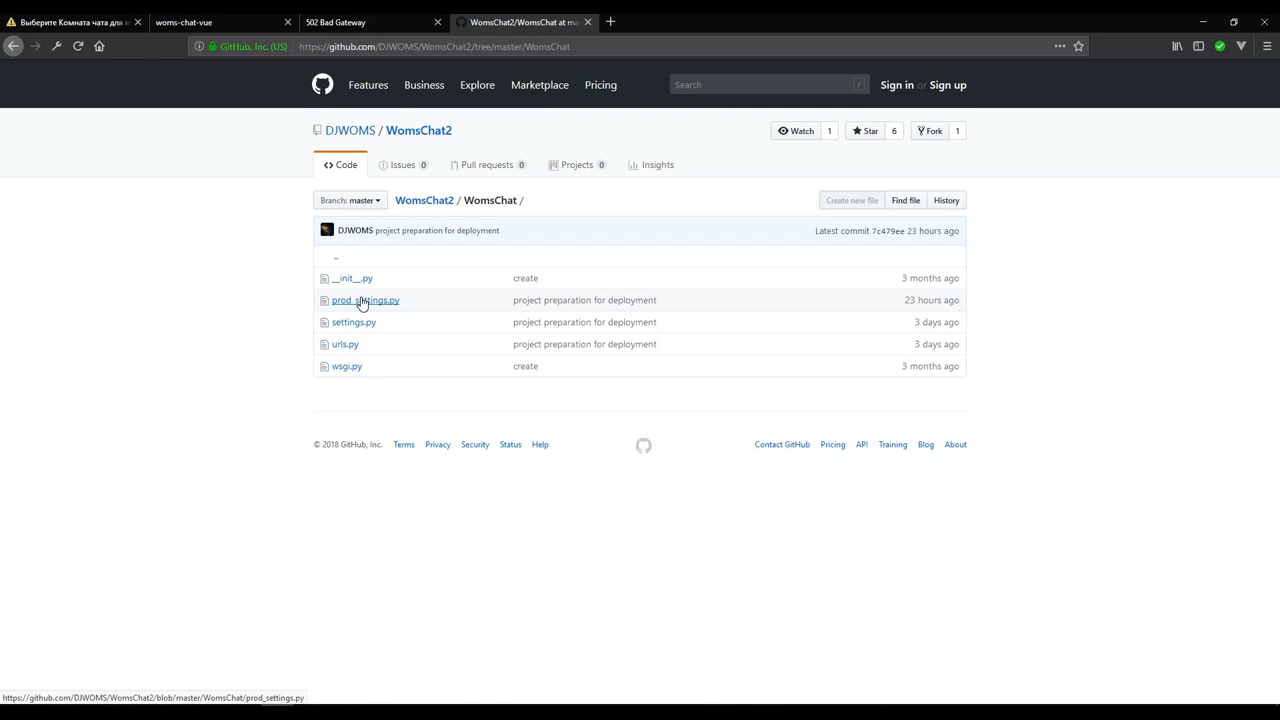 Выберите Комната чата для
woms-chat-vue
502 Bad Gateway
WomsChat2/WomsChat at ma
GitHub, Inc. (US)
https://github.com/DJWOMS/WomsChat2/tree/master/WomsChat
Features Business Explore Marketplace Pricing
Search /
Sign in or Sign up
DJWOMS / WomsChat2
Watch 1 Star 6 Fork 1
Code Issues 0 Pull requests 0 Projects 0 Insights
Branch: master WomsChat2 / WomsChat / Create new file Find file History
DJWOMS project preparation for deployment Latest commit 7c479ee 23 hours ago
..
__init__.py create 3 months ago
prod_settings.py project preparation for deployment 23 hours ago
settings.py project preparation for deployment 3 days ago
urls.py project preparation for deployment 3 days ago
wsgi.py create 3 months ago
© 2018 GitHub, Inc. Terms Privacy Security Status Help
Contact GitHub Pricing API Training Blog About
https://github.com/DJWOMS/WomsChat2/blob/master/WomsChat/prod_settings.py